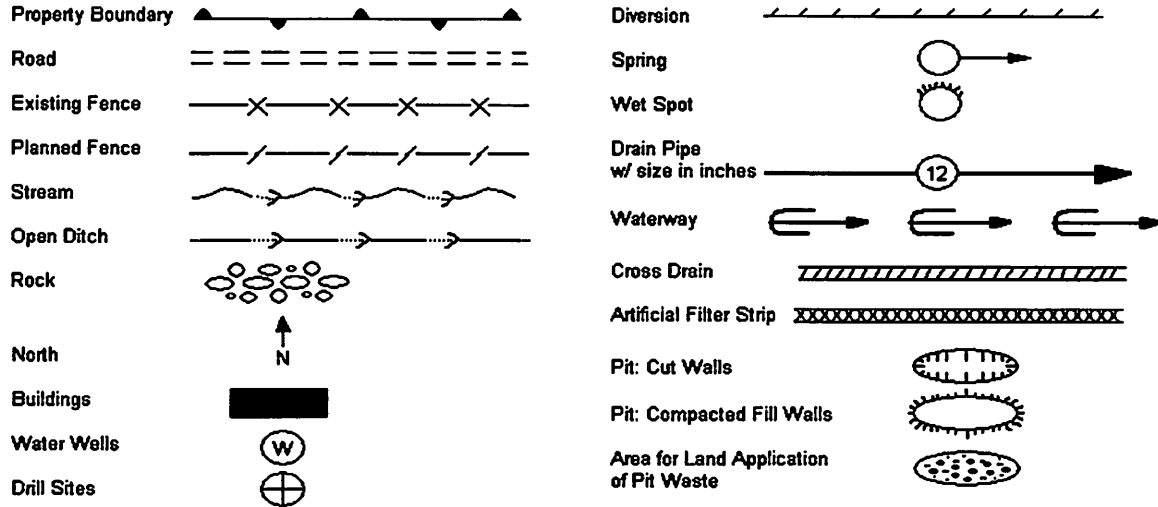 Property Boundary
Road
Existing Fence
Planned Fence
Stream
Open Ditch
Rock
North
N
Buildings
Water Wells
W
Drill Sites
Diversion
Spring
Wet Spot
Drain Pipe
w/ size in inches
12
Waterway
Cross Drain
Artificial Filter Strip
Pit: Cut Walls
Pit: Compacted Fill Walls
Area for Land Application
of Pit Waste